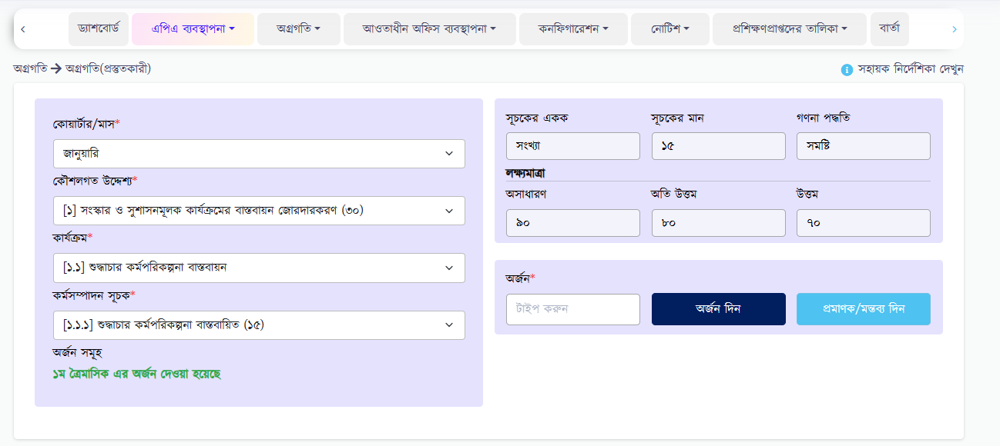 ড্যাশবোর্ড এপিএ ব্যবস্থাপনা অগ্রগতি আওতাধীন অফিস ব্যবস্থাপনা কনফিগারেশন নোটিশ প্রশিক্ষণপ্রাপ্তদের তালিকা বার্তা
অগ্রগতি → অগ্রগতি(প্রস্তুতকারী)
সহায়ক নির্দেশিকা দেখুন
কোয়ার্টার/মাস*
জানুয়ারি
কৌশলগত উদ্দেশ্য*
[১] সংস্কার ও সুশাসনমূলক কার্যক্রমের বাস্তবায়ন জোরদারকরণ (৩০)
কার্যক্রম*
[১.১] শুদ্ধাচার কর্মপরিকল্পনা বাস্তবায়ন
কর্মসম্পাদন সূচক*
[১.১.১] শুদ্ধাচার কর্মপরিকল্পনা বাস্তবায়িত (১৫)
অর্জন সমূহ
১ম ত্রৈমাসিক এর অর্জন দেওয়া হয়েছে
সূচকের একক সূচকের মান গণনা পদ্ধতি
সংখ্যা ১৫ সমষ্টি
লক্ষ্যমাত্রা
অসাধারণ অতি উত্তম উত্তম
৯০ ৮০ ৭০
অর্জন*
টাইপ করুন অর্জন দিন প্রমাণক/মন্তব্য দিন